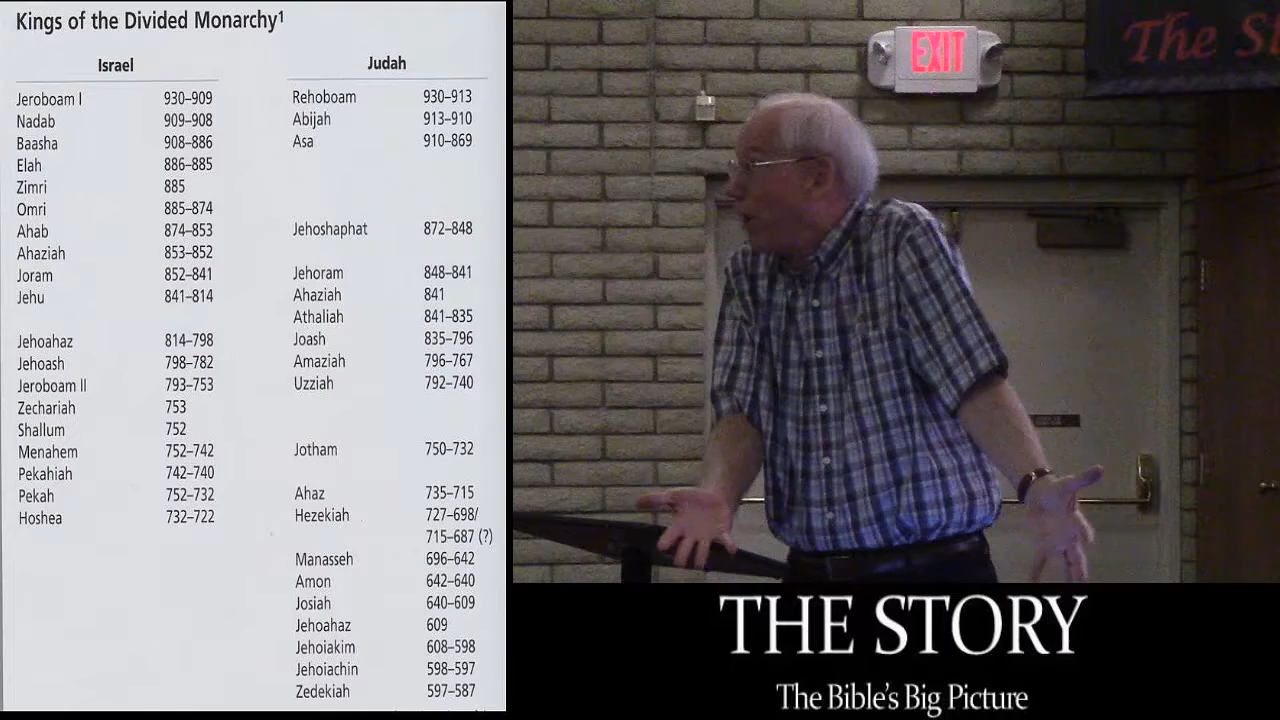 Kings of the Divided Monarchy¹
Israel
Jeroboam I 930–909
Nadab 909–908
Baasha 908–886
Elah 886–885
Zimri 885
Omri 885–874
Ahab 874–853
Ahaziah 853–852
Joram 852–841
Jehu 841–814
Jehoahaz 814–798
Jehoash 798–782
Jeroboam II 793–753
Zechariah 753
Shallum 752
Menahem 752–742
Pekahiah 742–740
Pekah 752–732
Hoshea 732–722
Judah
Rehoboam 930–913
Abijah 913–910
Asa 910–869
Jehoshaphat 872–848
Jehoram 848–841
Ahaziah 841
Athaliah 841–835
Joash 835–796
Amaziah 796–767
Uzziah 792–740
Jotham 750–732
Ahaz 735–715
Hezekiah 727–698/
715–687 (?)
Manasseh 696–642
Amon 642–640
Josiah 640–609
Jehoahaz 609
Jehoiakim 608–598
Jehoiachin 598–597
Zedekiah 597–587
EXIT
The
THE STORY
The Bible's Big Picture